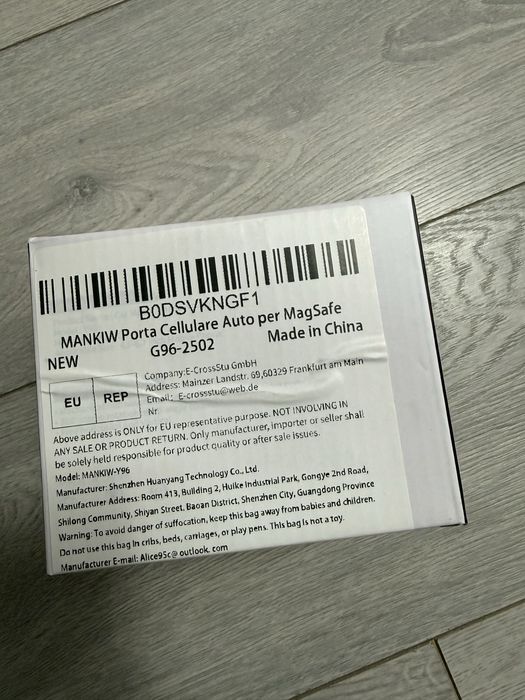 B0DSVKNGF1
MANKIW Porta Cellulare Auto per MagSafe
NEW G96-2502 Made in China
EU REP
Company:E-CrossStu GmbH
Address: Mainzer Landstr. 69,60329 Frankfurt am Main
Email: E-crossstu@web.de
Nr
Above address is ONLY for EU representative purpose. NOT INVOLVING IN
ANY SALE OR PRODUCT RETURN. Only manufacturer, importer or seller shall
be solely held responsible for product quality or after sale issues.
Model: MANKIW-Y96
Manufacturer: Shenzhen Huanyang Technology Co., Ltd.
Manufacturer Address: Room 413, Building 2, Huike Industrial Park, Gongye 2nd Road,
Shilong Community, Shiyan Street, Baoan District, Shenzhen City, Guangdong Province
Warning: To avoid danger of suffocation, keep this bag away from babies and children.
Do not use this bag in cribs, beds, carriages, or play pens. This bag is not a toy.
Manufacturer E-mail: Alice95c@outlook.com